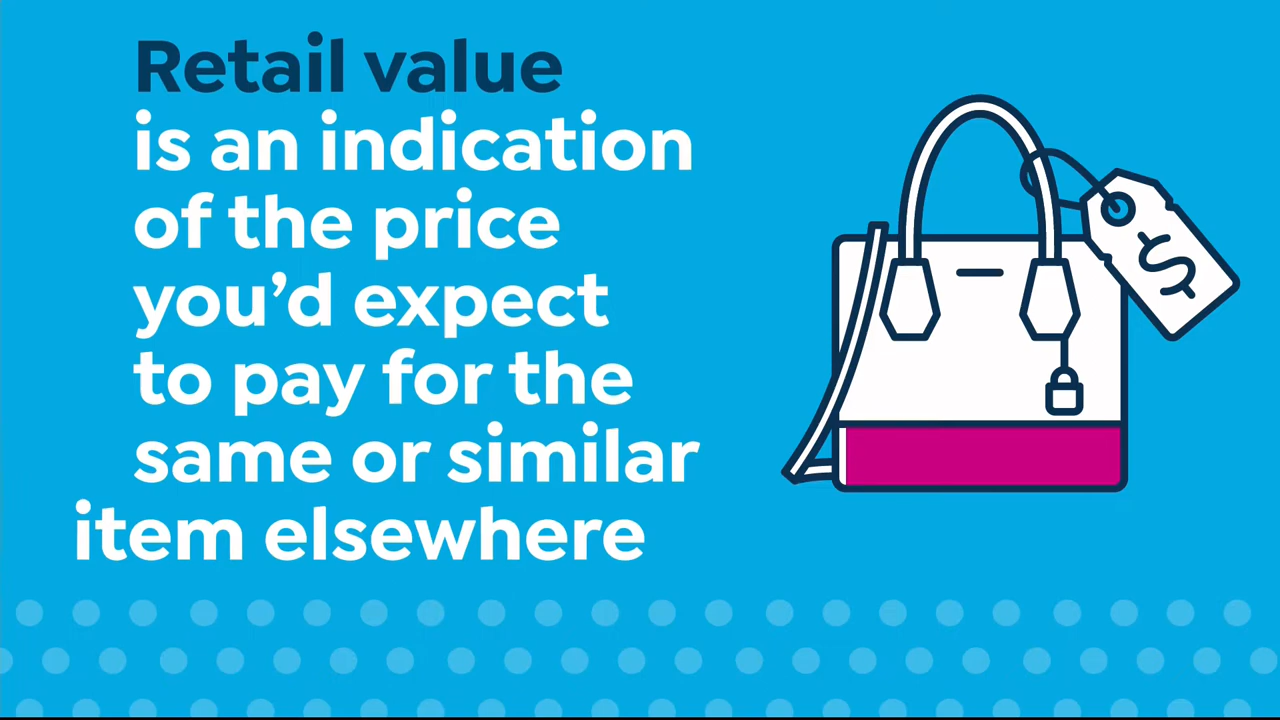 Retail value
is an indication
of the price
you’d expect
to pay for the
same or similar
item elsewhere
$